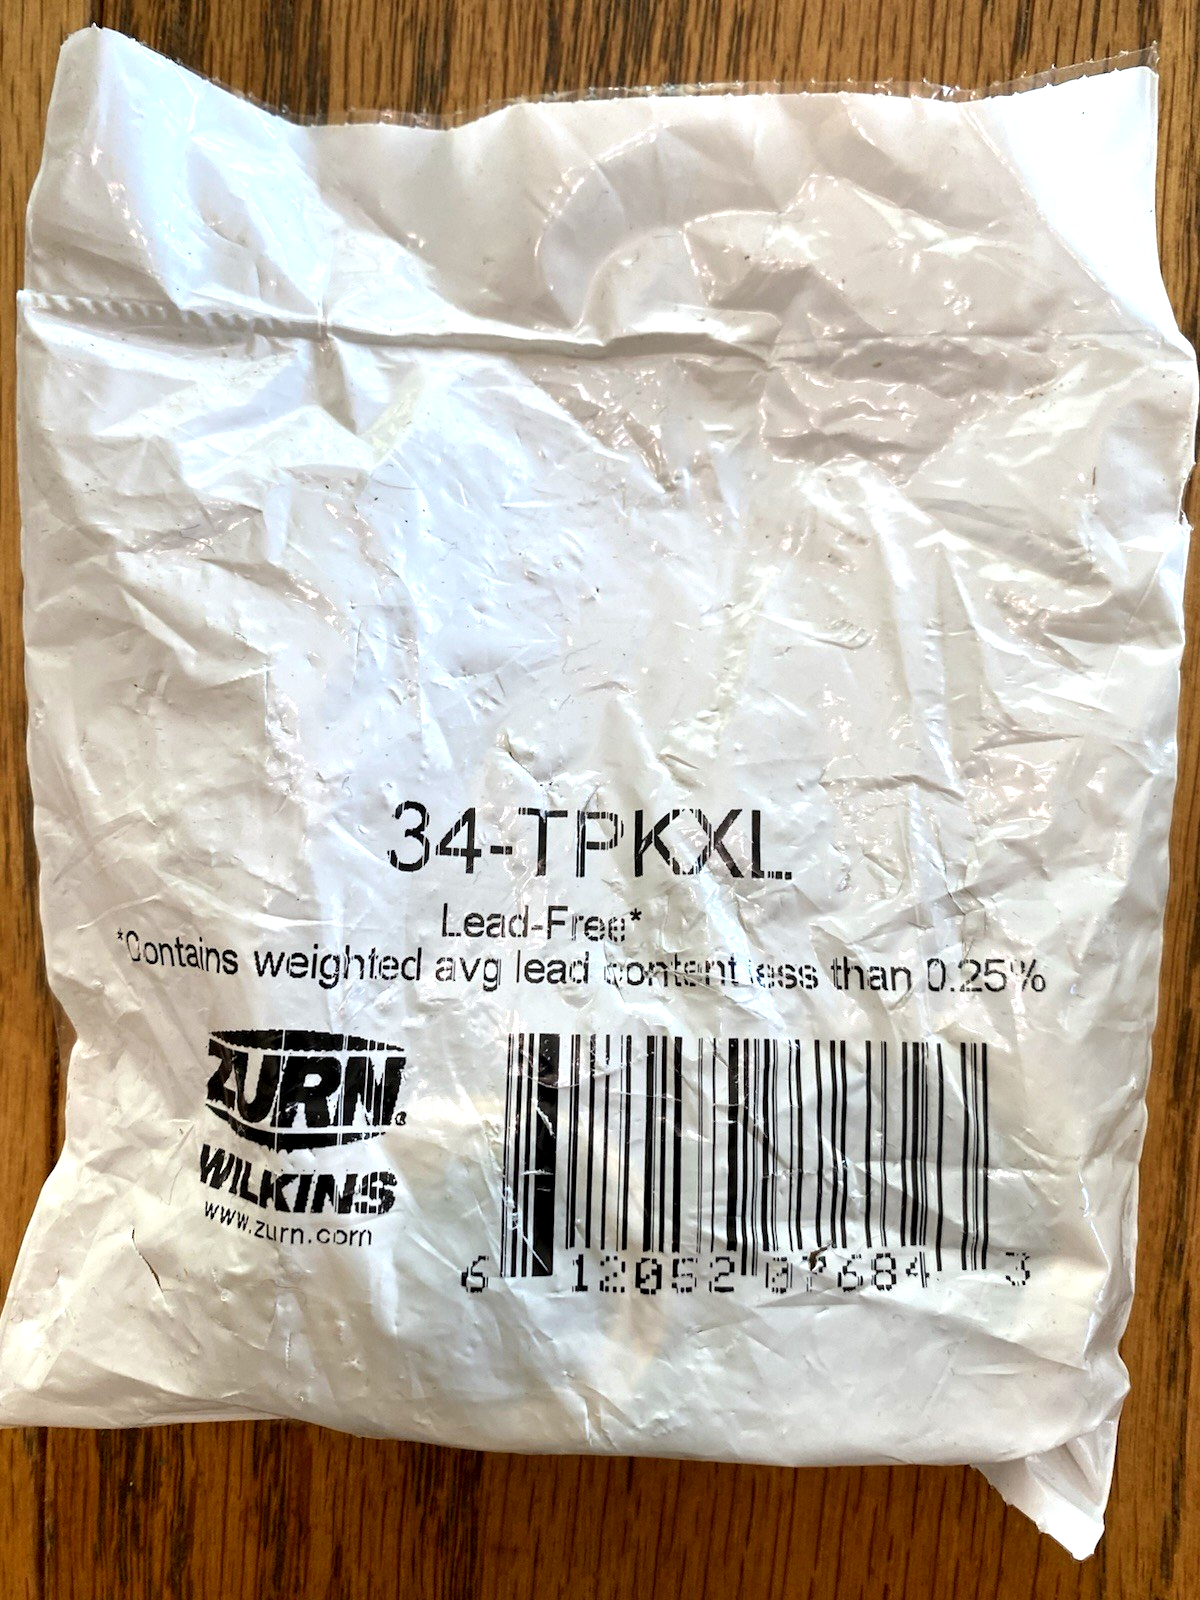 34-TPKXL
Lead-Free*
*Contains weighted avg lead content less than 0.25%
ZURN®
WILKINS
www.zurn.com
6 12052 07684 3